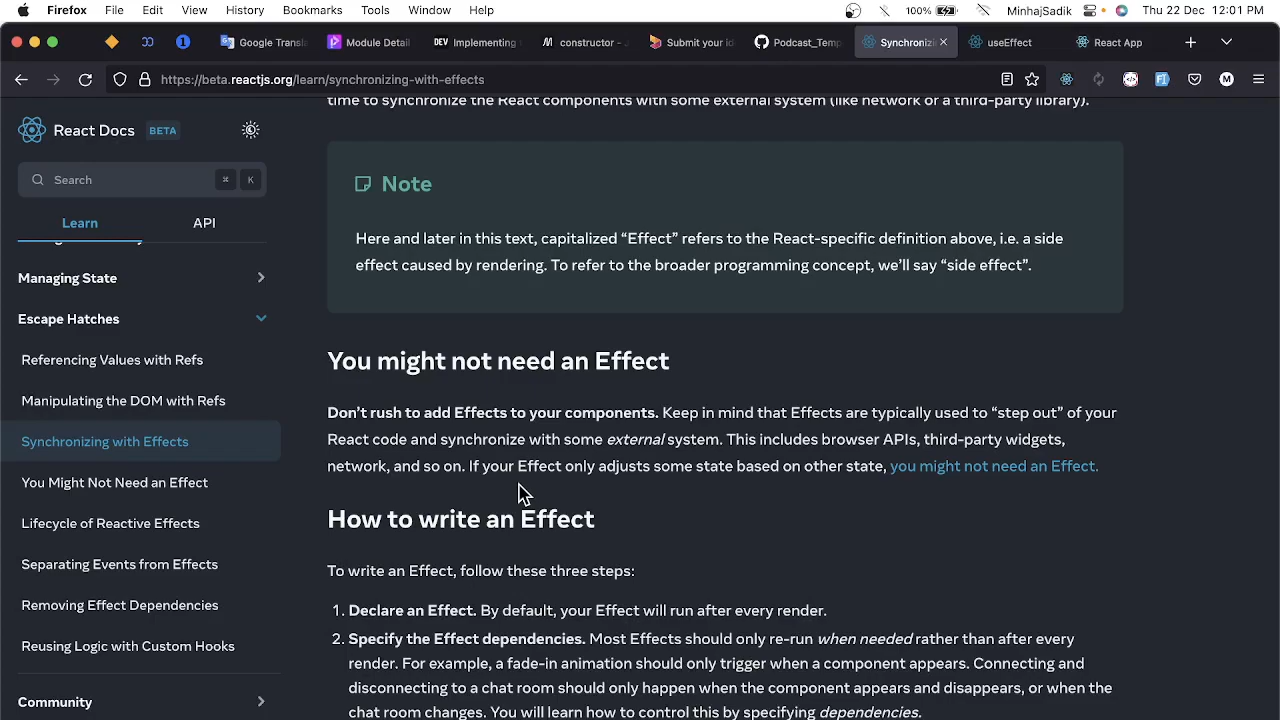 Firefox File Edit View History Bookmarks Tools Window Help 100% MinhajSadik Thu 22 Dec 12:01 PM
Google Transl Module Detail DEV Implementing constructor - Submit your id Podcast_Temp Synchronizi useEffect React App
https://beta.reactjs.org/learn/synchronizing-with-effects
time to synchronize the React components with some external system (like network or a third-party library).
React Docs BETA
Search ⌘ K
Learn API
Managing State
Escape Hatches
Referencing Values with Refs
Manipulating the DOM with Refs
Synchronizing with Effects
You Might Not Need an Effect
Lifecycle of Reactive Effects
Separating Events from Effects
Removing Effect Dependencies
Reusing Logic with Custom Hooks
Community
Note
Here and later in this text, capitalized “Effect” refers to the React-specific definition above, i.e. a side
effect caused by rendering. To refer to the broader programming concept, we’ll say “side effect”.
You might not need an Effect
Don’t rush to add Effects to your components. Keep in mind that Effects are typically used to “step out” of your
React code and synchronize with some external system. This includes browser APIs, third-party widgets,
network, and so on. If your Effect only adjusts some state based on other state, you might not need an Effect.
How to write an Effect
To write an Effect, follow these three steps:
1. Declare an Effect. By default, your Effect will run after every render.
2. Specify the Effect dependencies. Most Effects should only re-run when needed rather than after every
render. For example, a fade-in animation should only trigger when a component appears. Connecting and
disconnecting to a chat room should only happen when the component appears and disappears, or when the
chat room changes. You will learn how to control this by specifying dependencies.